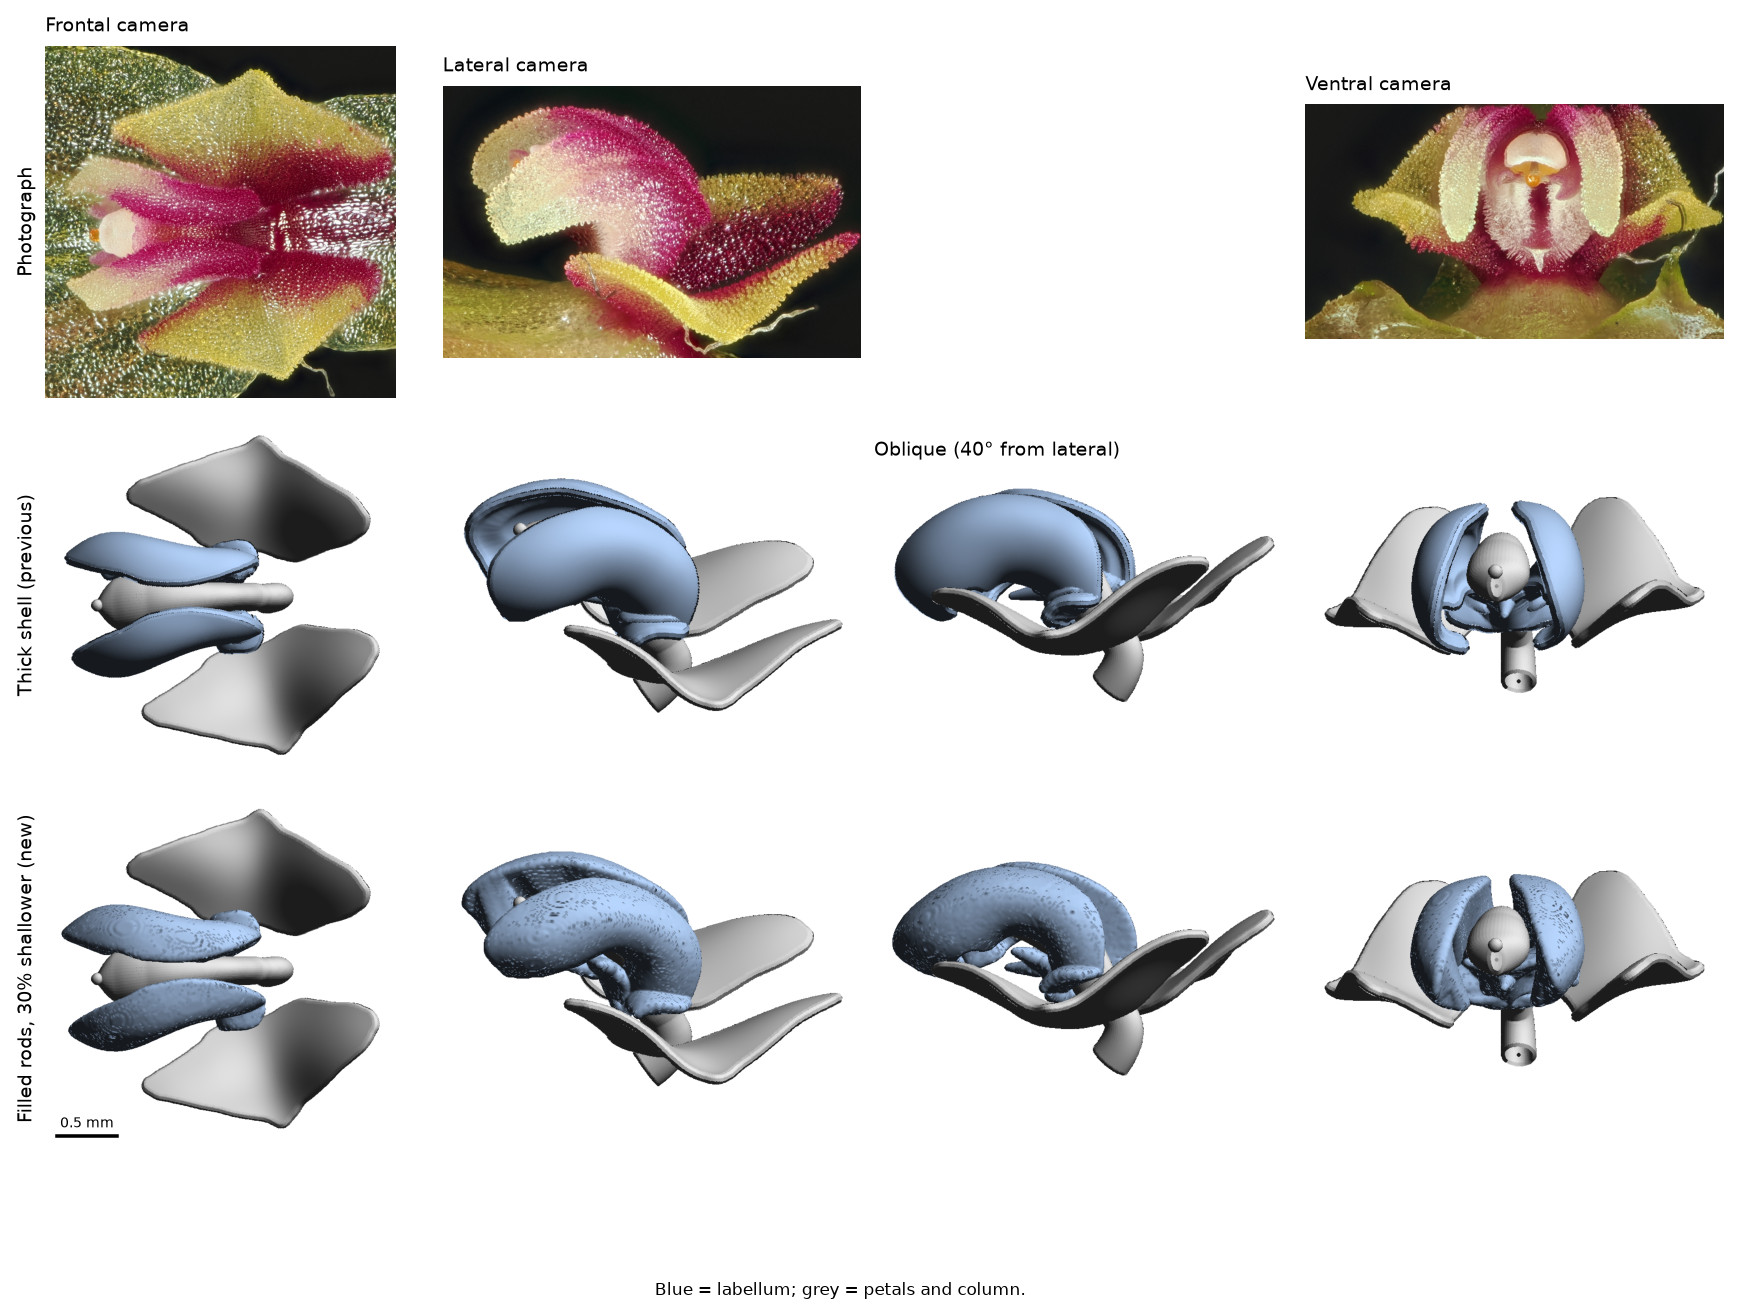 Frontal camera
Lateral camera
Ventral camera
Photograph
Oblique (40° from lateral)
Thick shell (previous)
Filled rods, 30% shallower (new)
0.5 mm
Blue = labellum; grey = petals and column.